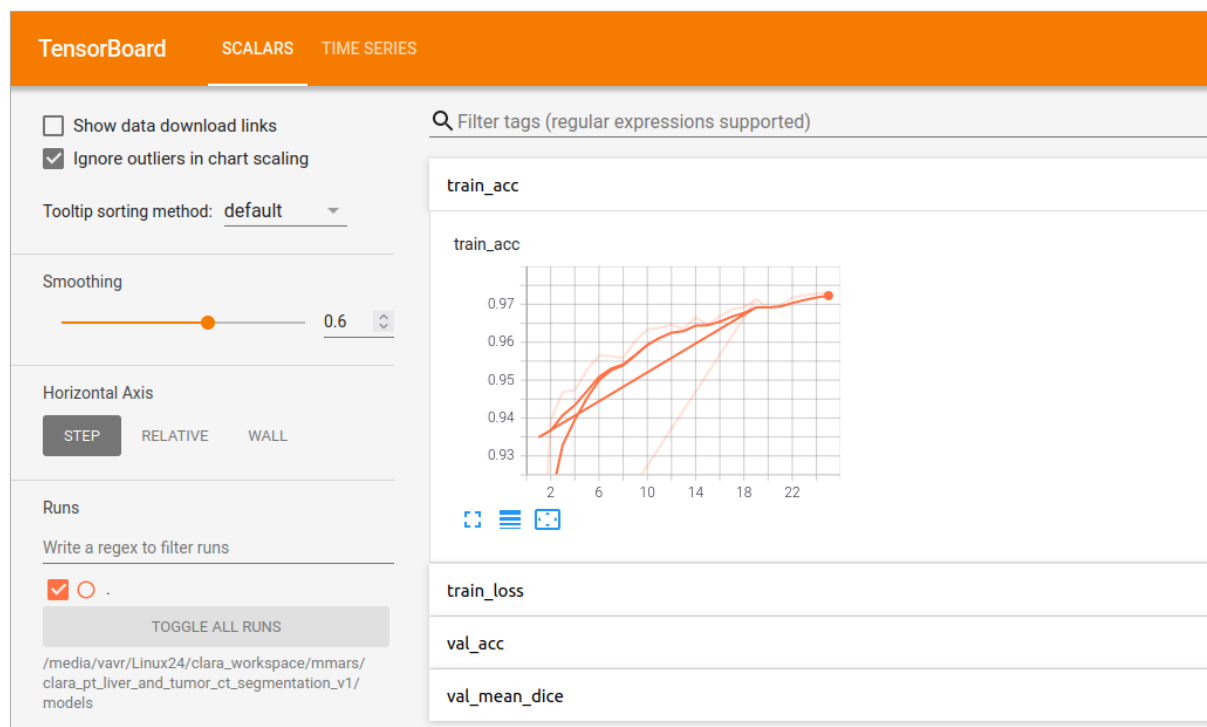 TensorBoard SCALARS TIME SERIES
Show data download links
Ignore outliers in chart scaling
Tooltip sorting method: default
Smoothing
0.6
Horizontal Axis
STEP RELATIVE WALL
Runs
Write a regex to filter runs
.
TOGGLE ALL RUNS
/media/vavr/Linux24/clara_workspace/mmars/
clara_pt_liver_and_tumor_ct_segmentation_v1/
models
Filter tags (regular expressions supported)
train_acc
train_acc
0.97
0.96
0.95
0.94
0.93
2 6 10 14 18 22
train_loss
val_acc
val_mean_dice